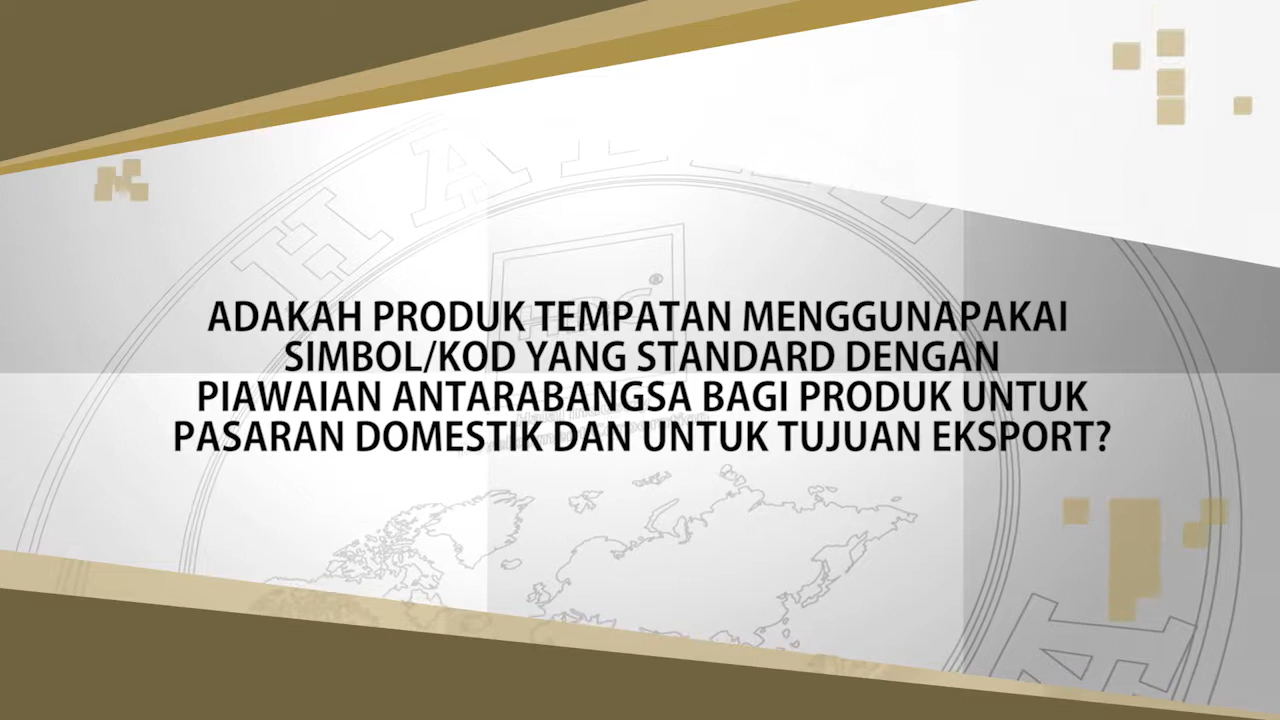 HALAL
ADAKAH PRODUK TEMPATAN MENGGUNAPAKAI
SIMBOL/KOD YANG STANDARD DENGAN
PIAWAIAN ANTARABANGSA BAGI PRODUK UNTUK
PASARAN DOMESTIK DAN UNTUK TUJUAN EKSPORT?